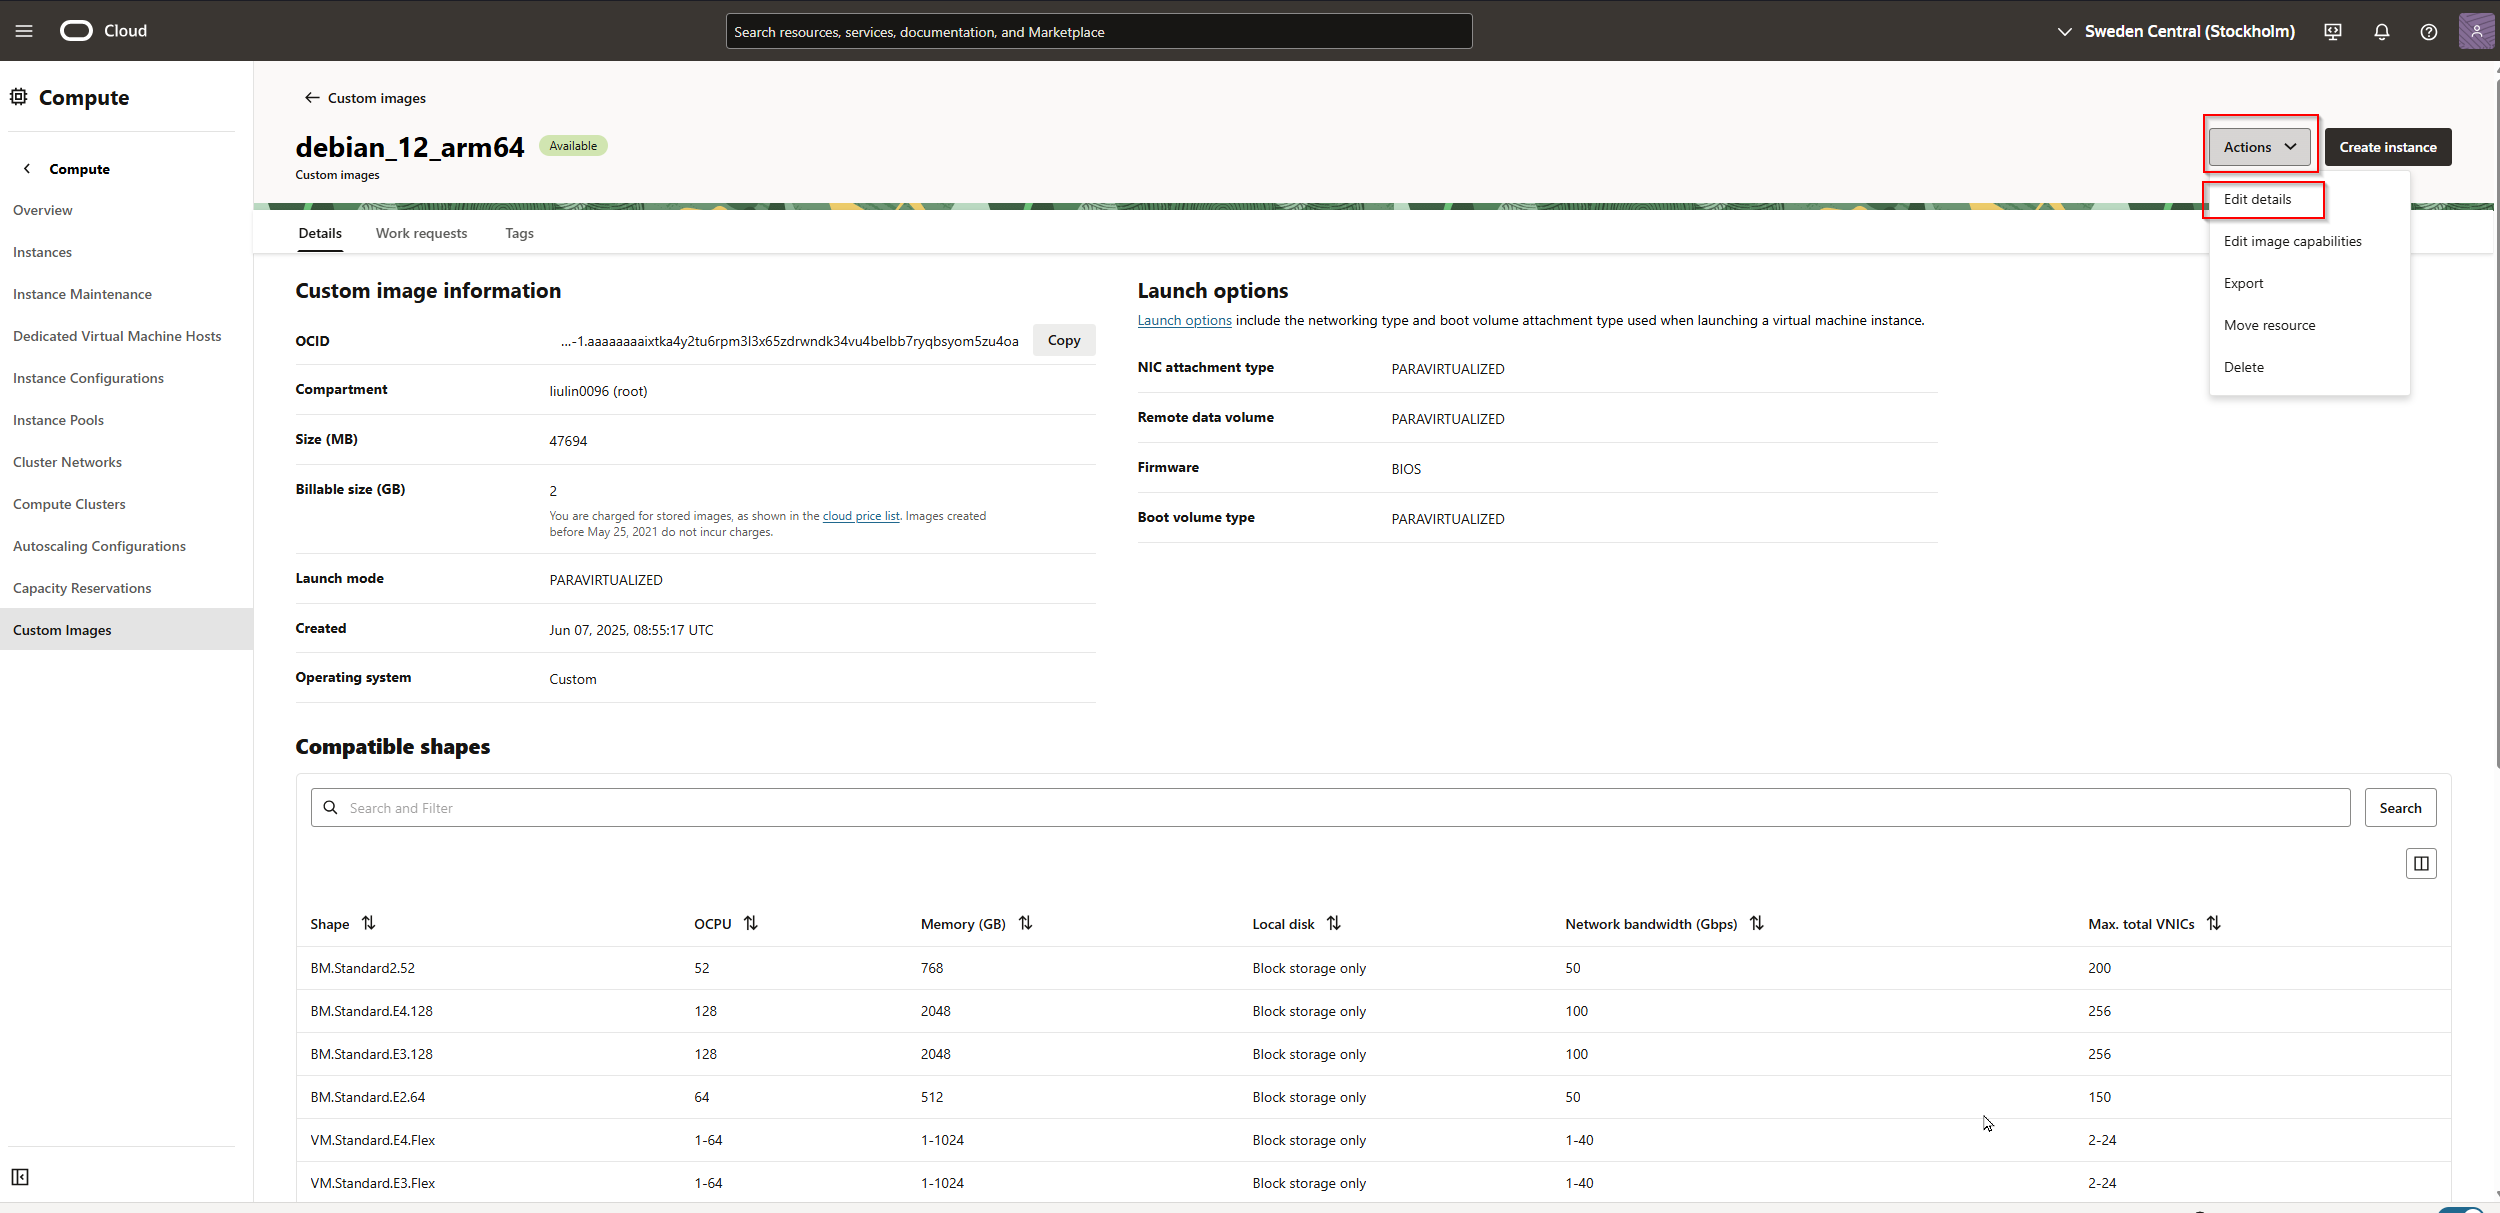 Cloud
Search resources, services, documentation, and Marketplace
Sweden Central (Stockholm)
Compute
Compute
Overview
Instances
Instance Maintenance
Dedicated Virtual Machine Hosts
Instance Configurations
Instance Pools
Cluster Networks
Compute Clusters
Autoscaling Configurations
Capacity Reservations
Custom Images
Custom images
debian_12_arm64 Available
Custom images
Actions
Create instance
Edit details
Edit image capabilities
Export
Move resource
Delete
Details Work requests Tags
Custom image information
OCID ...-1.aaaaaaaaixtka4y2tu6rpm3l3x65zdrwndk34vu4belbb7ryqbsyom5zu4oa Copy
Compartment liulin0096 (root)
Size (MB) 47694
Billable size (GB) 2
You are charged for stored images, as shown in the cloud price list. Images created
before May 25, 2021 do not incur charges.
Launch mode PARAVIRTUALIZED
Created Jun 07, 2025, 08:55:17 UTC
Operating system Custom
Launch options
Launch options include the networking type and boot volume attachment type used when launching a virtual machine instance.
NIC attachment type PARAVIRTUALIZED
Remote data volume PARAVIRTUALIZED
Firmware BIOS
Boot volume type PARAVIRTUALIZED
Compatible shapes
Search and Filter
Search
Shape OCPU Memory (GB) Local disk Network bandwidth (Gbps) Max. total VNICs
BM.Standard2.52 52 768 Block storage only 50 200
BM.Standard.E4.128 128 2048 Block storage only 100 256
BM.Standard.E3.128 128 2048 Block storage only 100 256
BM.Standard.E2.64 64 512 Block storage only 50 150
VM.Standard.E4.Flex 1-64 1-1024 Block storage only 1-40 2-24
VM.Standard.E3.Flex 1-64 1-1024 Block storage only 1-40 2-24